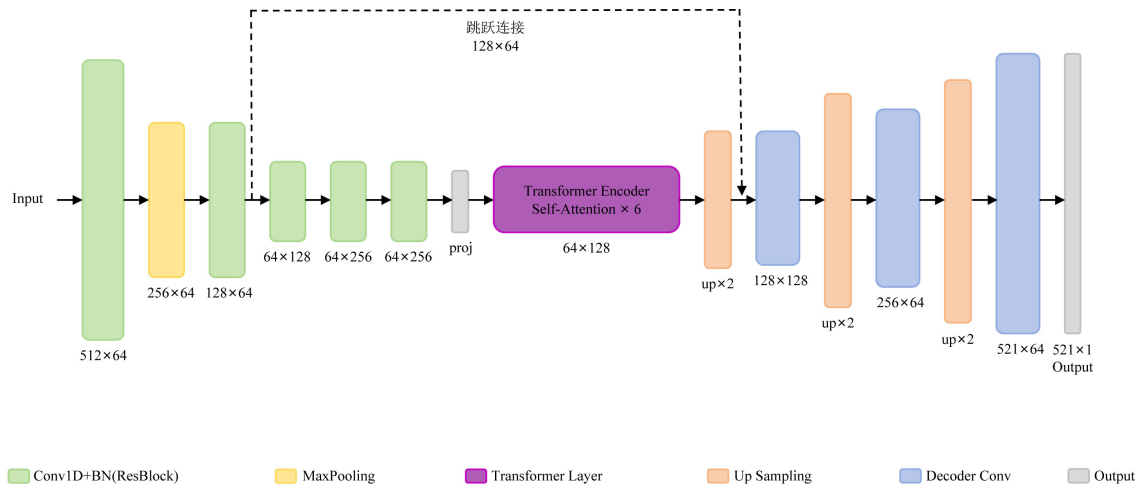 跳跃连接
128×64
Input
Transformer Encoder
Self-Attention × 6
512×64
256×64
128×64
64×128
64×256
64×256
proj
64×128
up×2
128×128
up×2
256×64
up×2
521×64
521×1
Output
Conv1D+BN(ResBlock)
MaxPooling
Transformer Layer
Up Sampling
Decoder Conv
Output